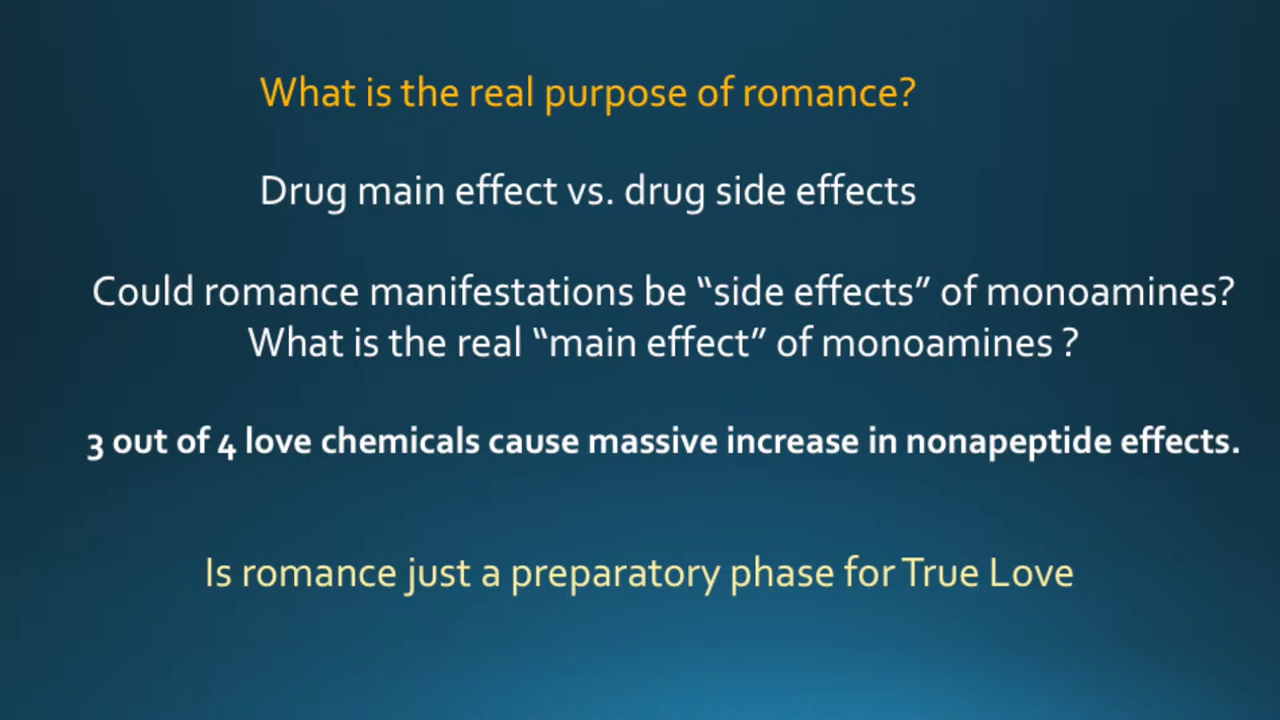 What is the real purpose of romance?
Drug main effect vs. drug side effects
Could romance manifestations be “side effects” of monoamines?
What is the real “main effect” of monoamines ?
3 out of 4 love chemicals cause massive increase in nonapeptide effects.
Is romance just a preparatory phase for True Love